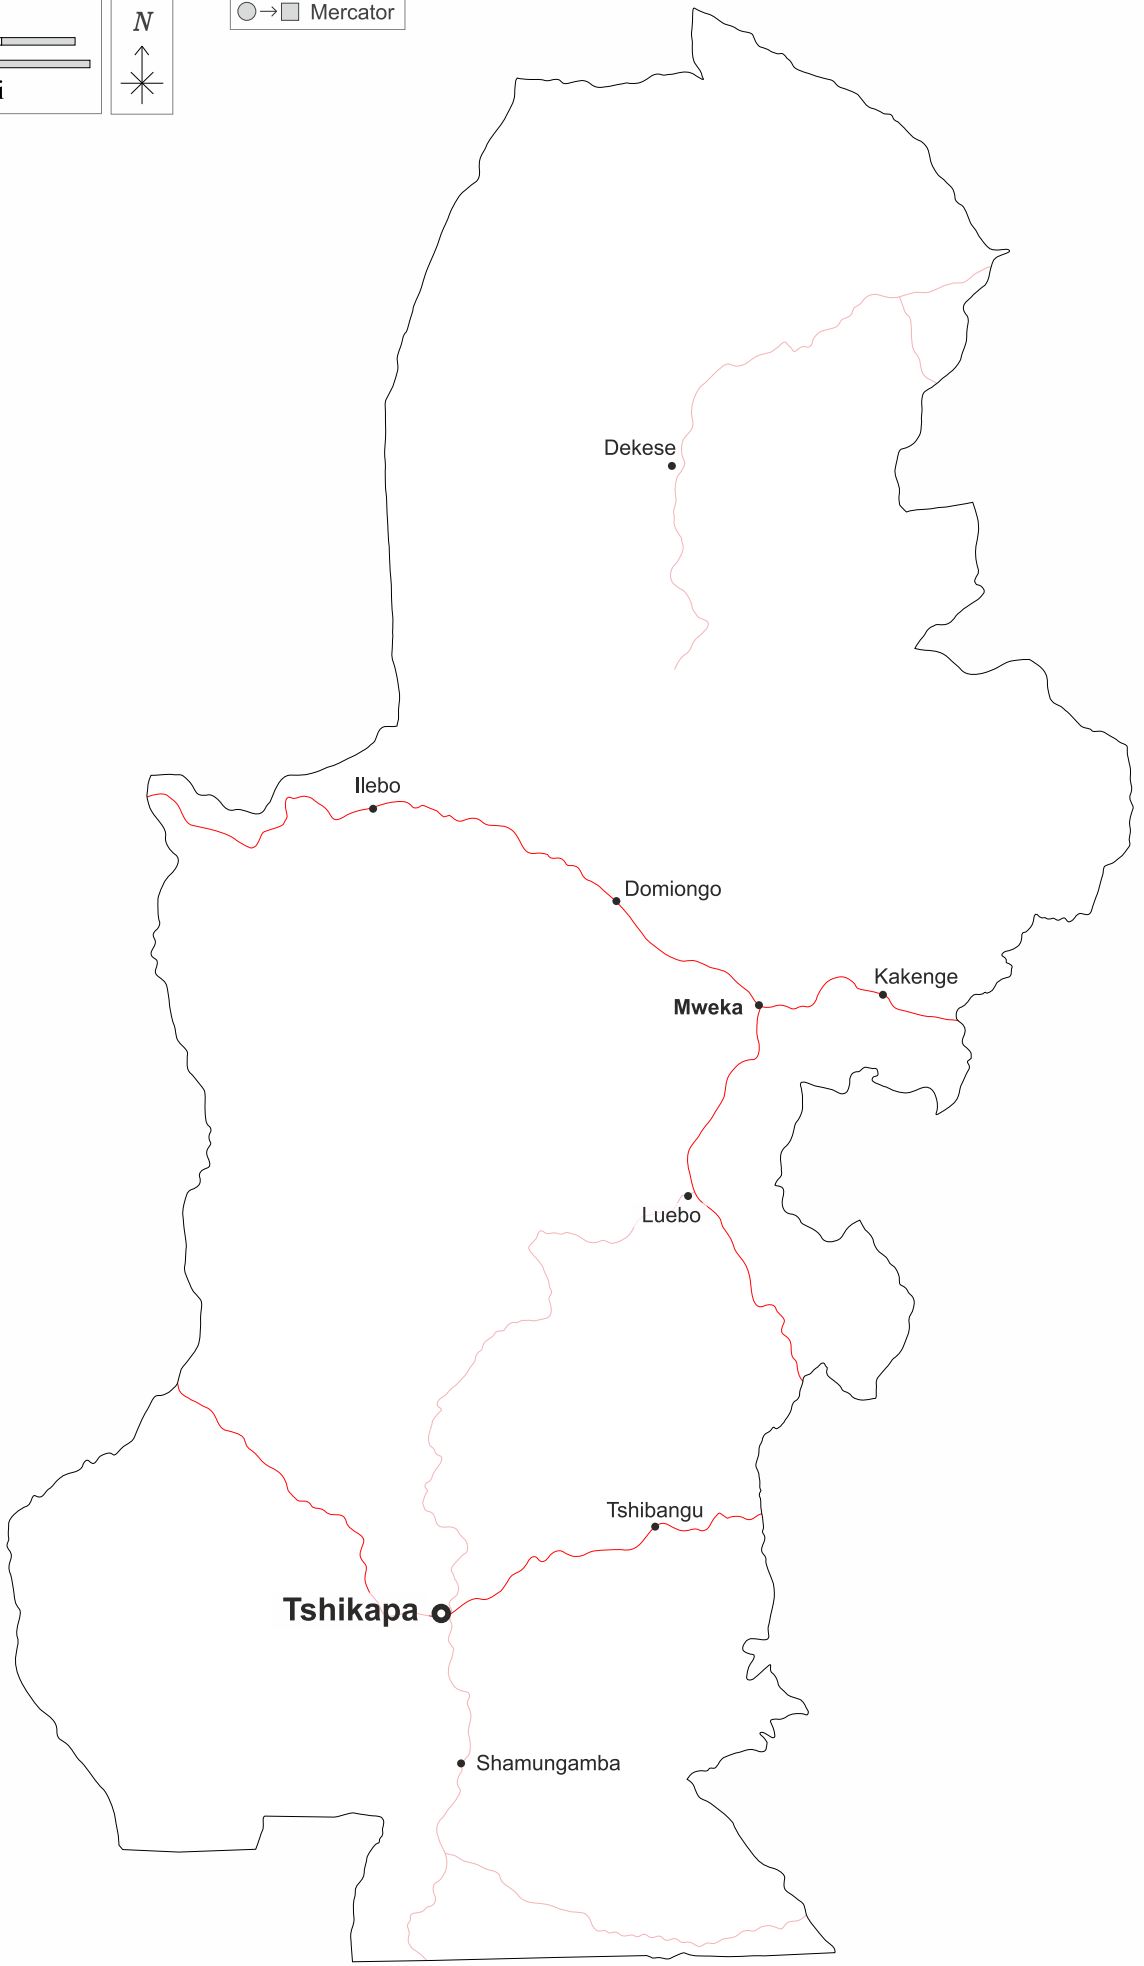 N
Mercator
i
Dekese
Ilebo
Domiongo
Kakenge
Mweka
Luebo
Tshibangu
Tshikapa
Shamungamba